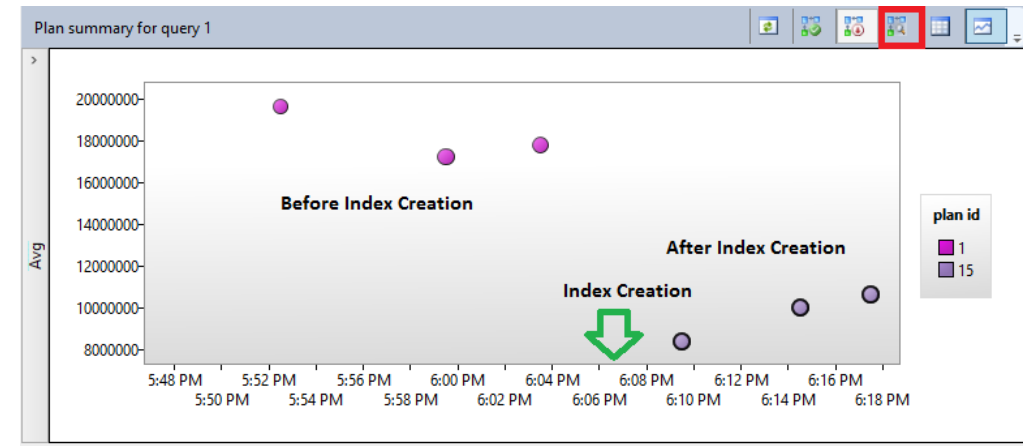 Plan summary for query 1
20000000
18000000
16000000
14000000
12000000
10000000
8000000
Avg
Before Index Creation
After Index Creation
Index Creation
plan id
1
15
5:48 PM 5:52 PM 5:56 PM 6:00 PM 6:04 PM 6:08 PM 6:12 PM 6:16 PM
5:50 PM 5:54 PM 5:58 PM 6:02 PM 6:06 PM 6:10 PM 6:14 PM 6:18 PM